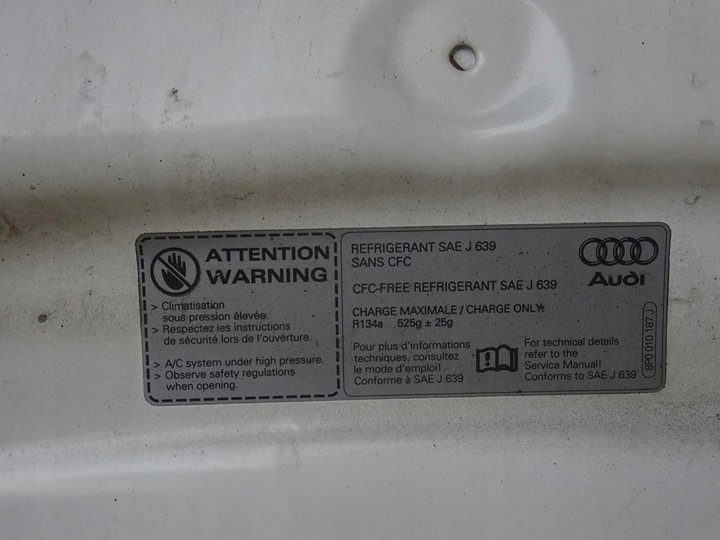 ATTENTION
WARNING
> Climatisation
sous pression élevée.
> Respectez les instructions
de sécurité lors de l'ouverture.
> A/C system under high pressure.
> Observe safety regulations
when opening.
REFRIGERANT SAE J 639
SANS CFC
CFC-FREE REFRIGERANT SAE J 639
CHARGE MAXIMALE / CHARGE ONLY:
R134a 525g ± 25g
Pour plus d'informations
techniques, consultez
le mode d'emploi!
Conforme à SAE J 639
Audi
For technical details
refer to the
Service Manual!
Conforms to SAE J 639
8P0 010 187 J